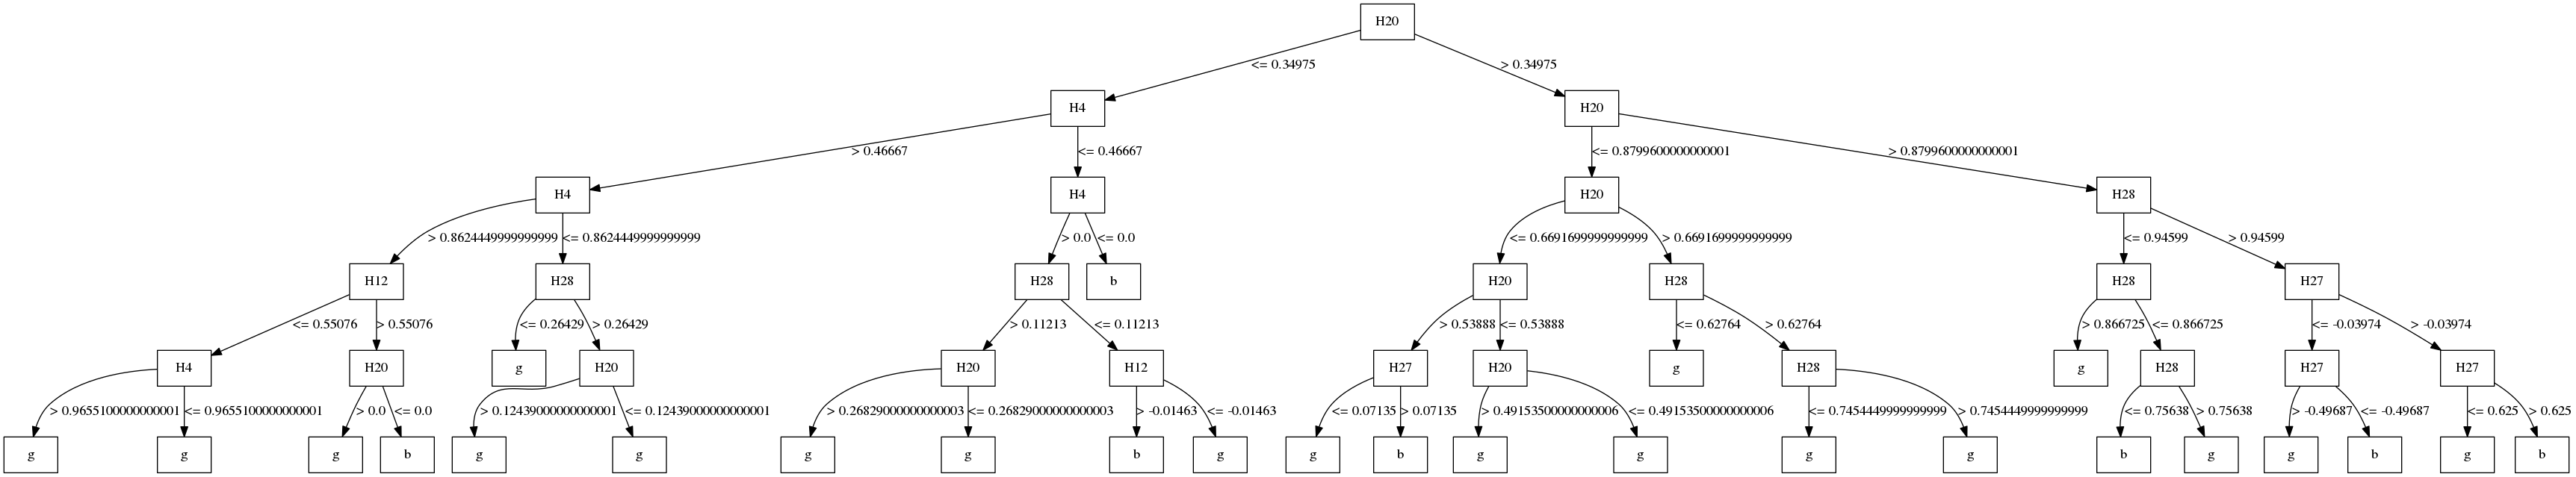 H20
<= 0.34975 > 0.34975
H4 H20
> 0.46667 <= 0.46667 <= 0.8799600000000001 > 0.8799600000000001
H4 H4 H20 H28
> 0.8624449999999999 <= 0.8624449999999999 > 0.0 <= 0.0 <= 0.6691699999999999 > 0.6691699999999999 <= 0.94599 > 0.94599
H12 H28 H28 b H20 H28 H28 H27
<= 0.55076 > 0.55076 <= 0.26429 > 0.26429 > 0.11213 <= 0.11213 > 0.53888 <= 0.53888 <= 0.62764 > 0.62764 > 0.866725 <= 0.866725 <= -0.03974 > -0.03974
H4 H20 g H20 H20 H12 H27 H20 g H28 g H28 H27 H27
> 0.9655100000000001 <= 0.9655100000000001 > 0.0 <= 0.0 > 0.12439000000000001 <= 0.12439000000000001 > 0.26829000000000003 <= 0.26829000000000003 > -0.01463 <= -0.01463 <= 0.07135 > 0.07135 > 0.49153500000000006 <= 0.49153500000000006 <= 0.7454449999999999 > 0.7454449999999999 <= 0.75638 > 0.75638 > -0.49687 <= -0.49687 <= 0.625 > 0.625
g g g b g g g g b g g b g g g g b g g b g b